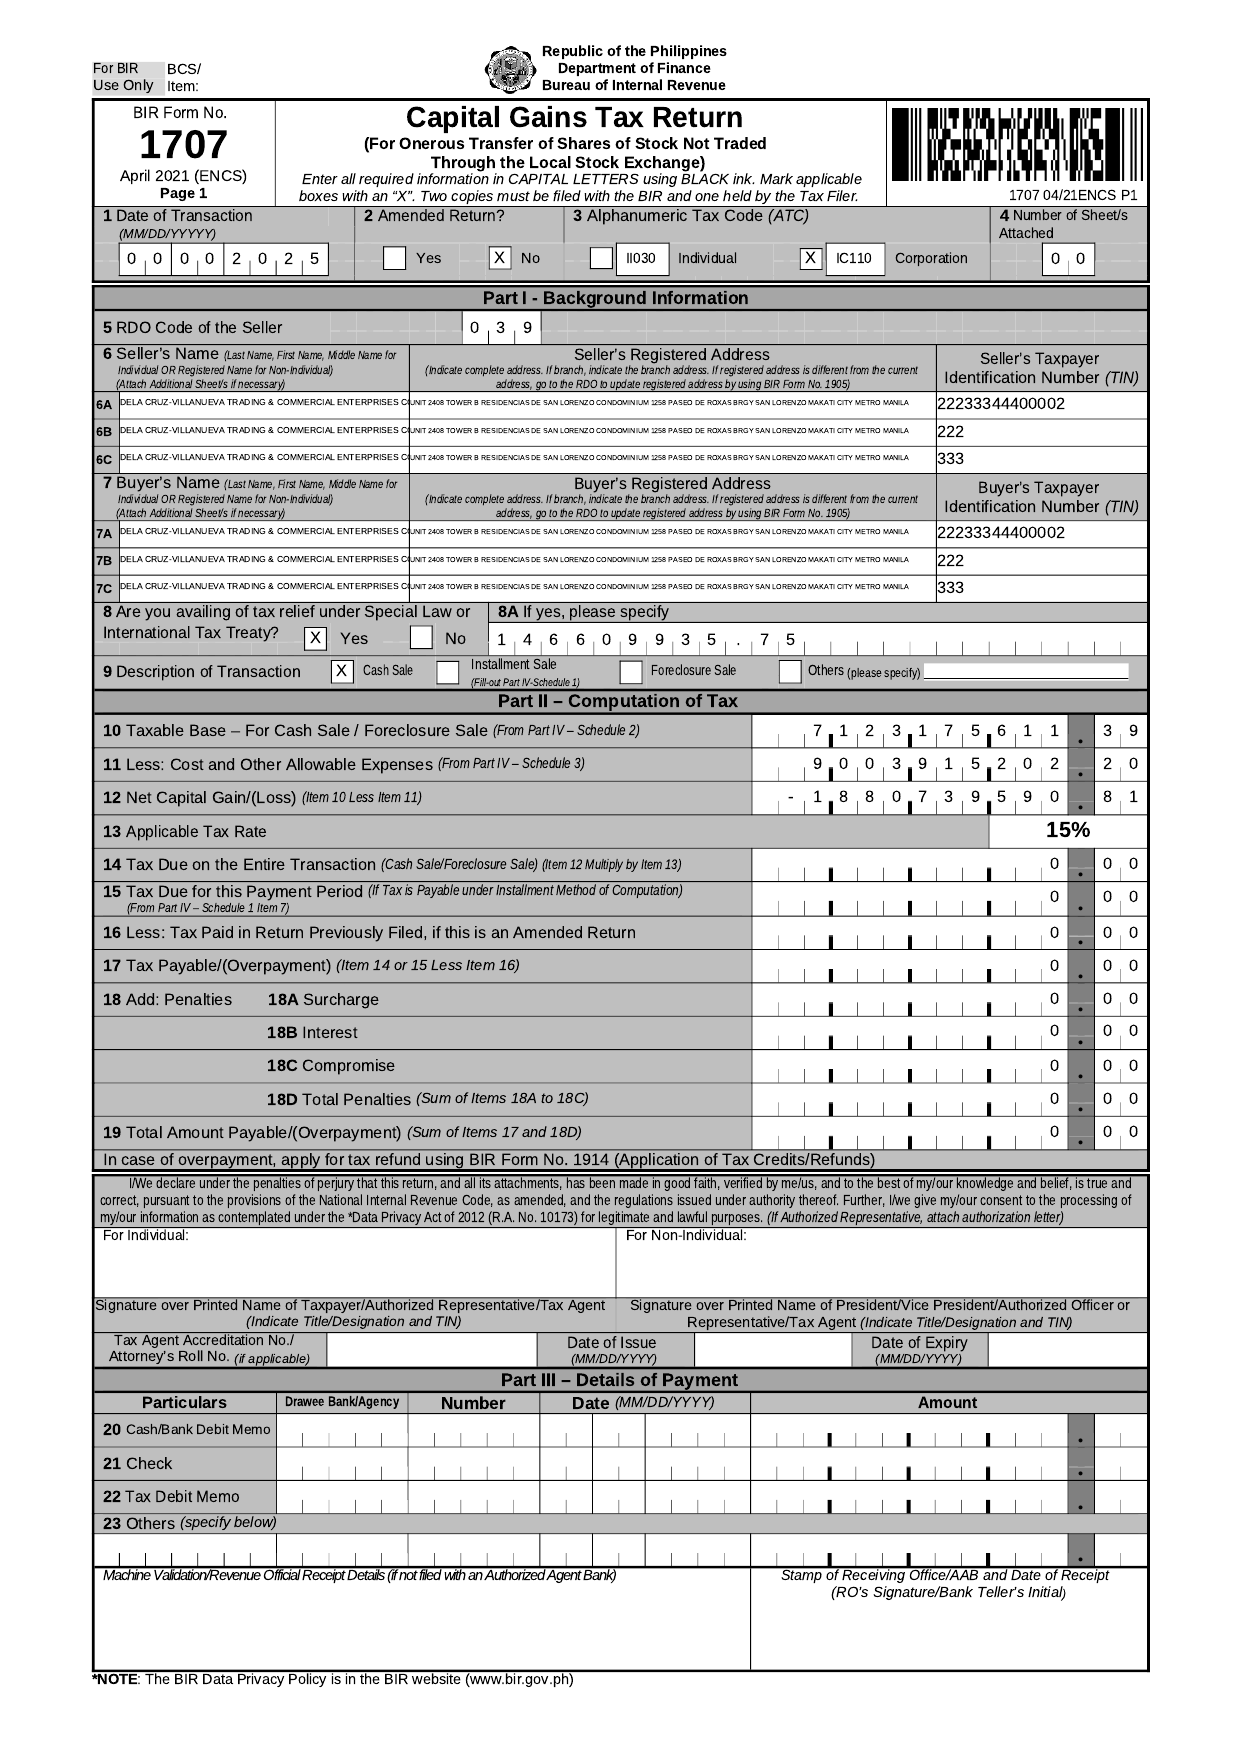 Republic of the Philippines
Department of Finance
Bureau of Internal Revenue
For BIR Use Only
BCS/ Item:
BIR Form No.
1707
April 2021 (ENCS)
Page 1
Capital Gains Tax Return
(For Onerous Transfer of Shares of Stock Not Traded
Through the Local Stock Exchange)
Enter all required information in CAPITAL LETTERS using BLACK ink. Mark applicable
boxes with an “X”. Two copies must be filed with the BIR and one held by the Tax Filer.
1707 04/21ENCS P1
1 Date of Transaction
(MM/DD/YYYYY)
0 0 0 0 2 0 2 5
2 Amended Return?
Yes X No
3 Alphanumeric Tax Code (ATC)
II030 Individual X IC110 Corporation
4 Number of Sheet/s
Attached
0 0
Part I - Background Information
5 RDO Code of the Seller 0 3 9
6 Seller's Name (Last Name, First Name, Middle Name for
Individual OR Registered Name for Non-Individual)
(Attach Additional Sheet/s if necessary)
Seller's Registered Address
(Indicate complete address. If branch, indicate the branch address. If registered address is different from the current
address, go to the RDO to update registered address by using BIR Form No. 1905)
Seller's Taxpayer
Identification Number (TIN)
6A DELA CRUZ-VILLANUEVA TRADING & COMMERCIAL ENTERPRISES UNIT 2408 TOWER B RESIDENCIAS DE SAN LORENZO CONDOMINIUM 1258 PASEO DE ROXAS BRGY SAN LORENZO MAKATI CITY METRO MANILA 22233344400002
6B DELA CRUZ-VILLANUEVA TRADING & COMMERCIAL ENTERPRISES UNIT 2408 TOWER B RESIDENCIAS DE SAN LORENZO CONDOMINIUM 1258 PASEO DE ROXAS BRGY SAN LORENZO MAKATI CITY METRO MANILA 222
6C DELA CRUZ-VILLANUEVA TRADING & COMMERCIAL ENTERPRISES UNIT 2408 TOWER B RESIDENCIAS DE SAN LORENZO CONDOMINIUM 1258 PASEO DE ROXAS BRGY SAN LORENZO MAKATI CITY METRO MANILA 333
7 Buyer's Name (Last Name, First Name, Middle Name for
Individual OR Registered Name for Non-Individual)
(Attach Additional Sheet/s if necessary)
Buyer's Registered Address
(Indicate complete address. If branch, indicate the branch address. If registered address is different from the current
address, go to the RDO to update registered address by using BIR Form No. 1905)
Buyer's Taxpayer
Identification Number (TIN)
7A DELA CRUZ-VILLANUEVA TRADING & COMMERCIAL ENTERPRISES UNIT 2408 TOWER B RESIDENCIAS DE SAN LORENZO CONDOMINIUM 1258 PASEO DE ROXAS BRGY SAN LORENZO MAKATI CITY METRO MANILA 22233344400002
7B DELA CRUZ-VILLANUEVA TRADING & COMMERCIAL ENTERPRISES UNIT 2408 TOWER B RESIDENCIAS DE SAN LORENZO CONDOMINIUM 1258 PASEO DE ROXAS BRGY SAN LORENZO MAKATI CITY METRO MANILA 222
7C DELA CRUZ-VILLANUEVA TRADING & COMMERCIAL ENTERPRISES UNIT 2408 TOWER B RESIDENCIAS DE SAN LORENZO CONDOMINIUM 1258 PASEO DE ROXAS BRGY SAN LORENZO MAKATI CITY METRO MANILA 333
8 Are you availing of tax relief under Special Law or
International Tax Treaty? X Yes No
8A If yes, please specify
1 4 6 6 0 9 9 3 5 . 7 5
9 Description of Transaction X Cash Sale Installment Sale (Fill-out Part IV-Schedule 1) Foreclosure Sale Others (please specify)
Part II – Computation of Tax
10 Taxable Base – For Cash Sale / Foreclosure Sale (From Part IV – Schedule 2) 7 1 2 3 1 7 5 6 1 1 . 3 9
11 Less: Cost and Other Allowable Expenses (From Part IV – Schedule 3) 9 0 0 3 9 1 5 2 0 2 . 2 0
12 Net Capital Gain/(Loss) (Item 10 Less Item 11) - 1 8 8 0 7 3 9 5 9 0 . 8 1
13 Applicable Tax Rate 15%
14 Tax Due on the Entire Transaction (Cash Sale/Foreclosure Sale) (Item 12 Multiply by Item 13) 0 . 0 0
15 Tax Due for this Payment Period (If Tax is Payable under Installment Method of Computation)
(From Part IV – Schedule 1 Item 7) 0 . 0 0
16 Less: Tax Paid in Return Previously Filed, if this is an Amended Return 0 . 0 0
17 Tax Payable/(Overpayment) (Item 14 or 15 Less Item 16) 0 . 0 0
18 Add: Penalties 18A Surcharge 0 . 0 0
18B Interest 0 . 0 0
18C Compromise 0 . 0 0
18D Total Penalties (Sum of Items 18A to 18C) 0 . 0 0
19 Total Amount Payable/(Overpayment) (Sum of Items 17 and 18D) 0 . 0 0
In case of overpayment, apply for tax refund using BIR Form No. 1914 (Application of Tax Credits/Refunds)
I/We declare under the penalties of perjury that this return, and all its attachments, has been made in good faith, verified by me/us, and to the best of my/our knowledge and belief, is true and
correct, pursuant to the provisions of the National Internal Revenue Code, as amended, and the regulations issued under authority thereof. Further, I/we give my/our consent to the processing of
my/our information as contemplated under the *Data Privacy Act of 2012 (R.A. No. 10173) for legitimate and lawful purposes. (If Authorized Representative, attach authorization letter)
For Individual:
For Non-Individual:
Signature over Printed Name of Taxpayer/Authorized Representative/Tax Agent
(Indicate Title/Designation and TIN)
Signature over Printed Name of President/Vice President/Authorized Officer or
Representative/Tax Agent (Indicate Title/Designation and TIN)
Tax Agent Accreditation No./
Attorney's Roll No. (if applicable)
Date of Issue
(MM/DD/YYYY)
Date of Expiry
(MM/DD/YYYY)
Part III – Details of Payment
Particulars Drawee Bank/Agency Number Date (MM/DD/YYYY) Amount
20 Cash/Bank Debit Memo
21 Check
22 Tax Debit Memo
23 Others (specify below)
Machine Validation/Revenue Official Receipt Details (if not filed with an Authorized Agent Bank)
Stamp of Receiving Office/AAB and Date of Receipt
(RO's Signature/Bank Teller's Initial)
*NOTE: The BIR Data Privacy Policy is in the BIR website (www.bir.gov.ph)